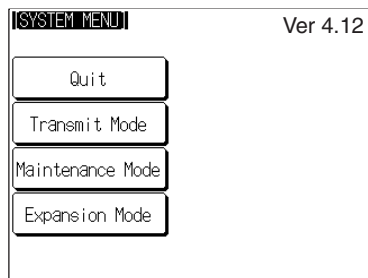 [SYSTEM MENU]
Ver 4.12
Quit
Transmit Mode
Maintenance Mode
Expansion Mode